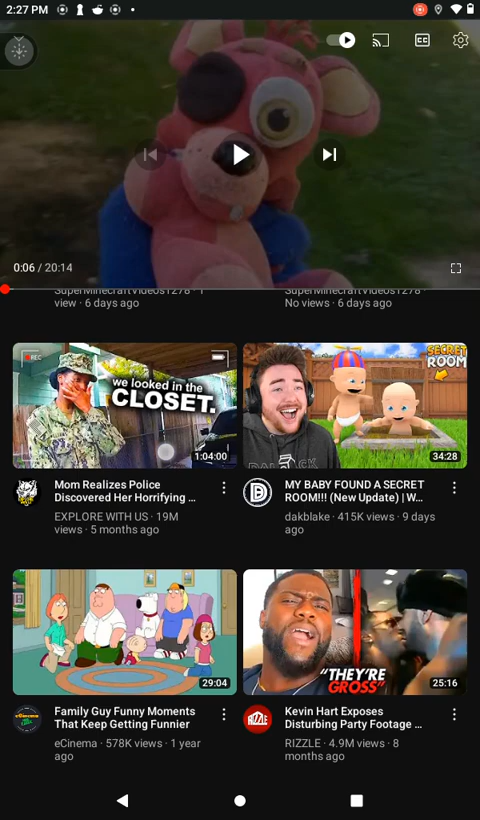 2:27 PM
CC
0:06 / 20:14
SuperMinecraftVideos1278 · 1
view · 6 days ago
SuperMinecraftVideos1278 ·
No views · 6 days ago
REC
we looked in the
CLOSET.
1:04:00
SECRET
ROOM
34:28
Mom Realizes Police
Discovered Her Horrifying ...
EXPLORE WITH US · 19M
views · 5 months ago
MY BABY FOUND A SECRET
ROOM!!! (New Update) | W...
dakblake · 415K views · 9 days
ago
29:04
"THEY'RE
GROSS"
25:16
Family Guy Funny Moments
That Keep Getting Funnier
eCinema · 578K views · 1 year
ago
RIZZLE
Kevin Hart Exposes
Disturbing Party Footage ...
RIZZLE · 4.9M views · 8
months ago